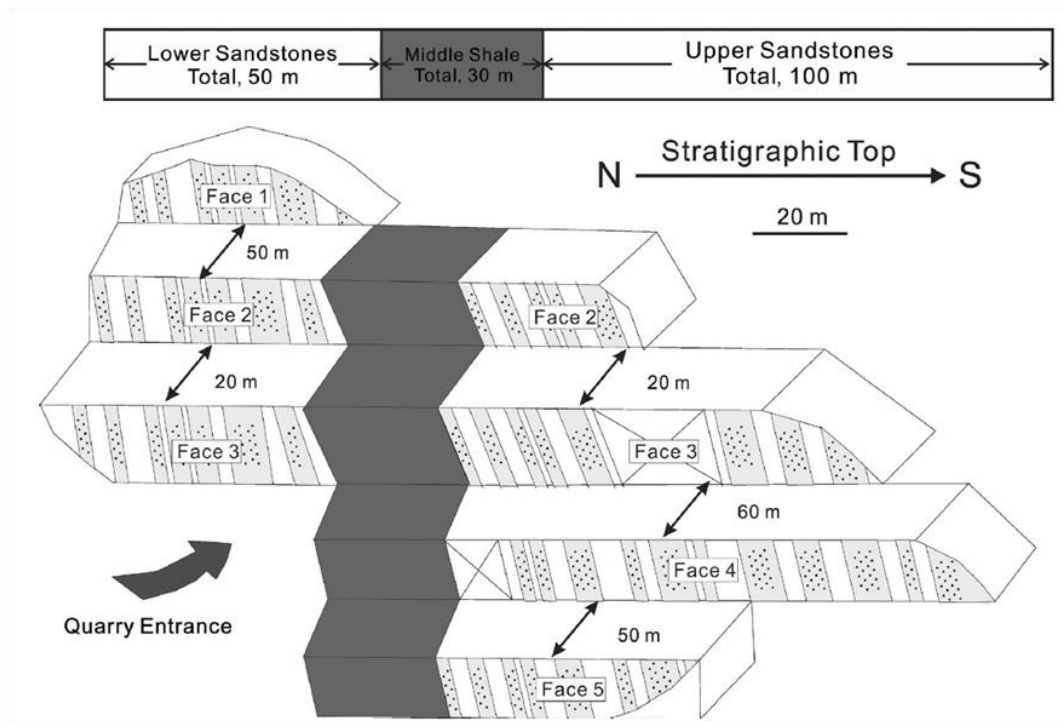 Lower Sandstones
Total, 50 m
Middle Shale
Total, 30 m
Upper Sandstones
Total, 100 m
N
Stratigraphic Top
S
20 m
Face 1
50 m
Face 2
Face 2
20 m
20 m
Face 3
Face 3
60 m
Face 4
Quarry Entrance
50 m
Face 5